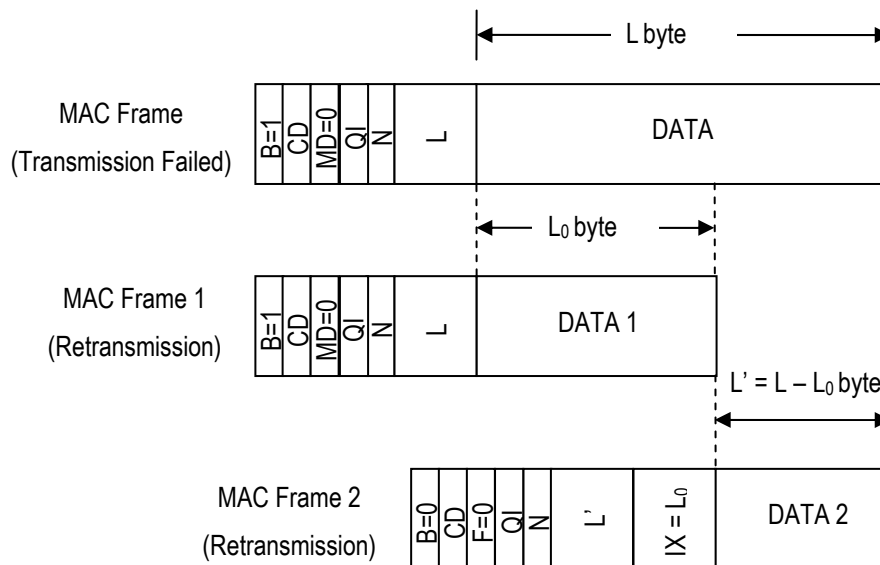 L byte
MAC Frame
(Transmission Failed)
B=1
CD
MD=0
QI
N
L
DATA
L₀ byte
MAC Frame 1
(Retransmission)
B=1
CD
MD=0
QI
N
L
DATA 1
L’ = L – L₀ byte
MAC Frame 2
(Retransmission)
B=0
CD
F=0
QI
N
L’
IX = L₀
DATA 2